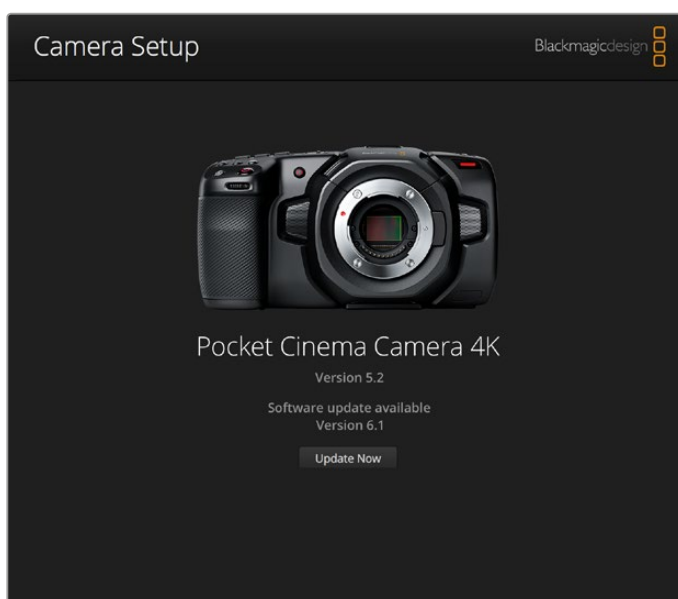 Camera Setup
Blackmagicdesign
Pocket Cinema Camera 4K
Version 5.2
Software update available
Version 6.1
Update Now